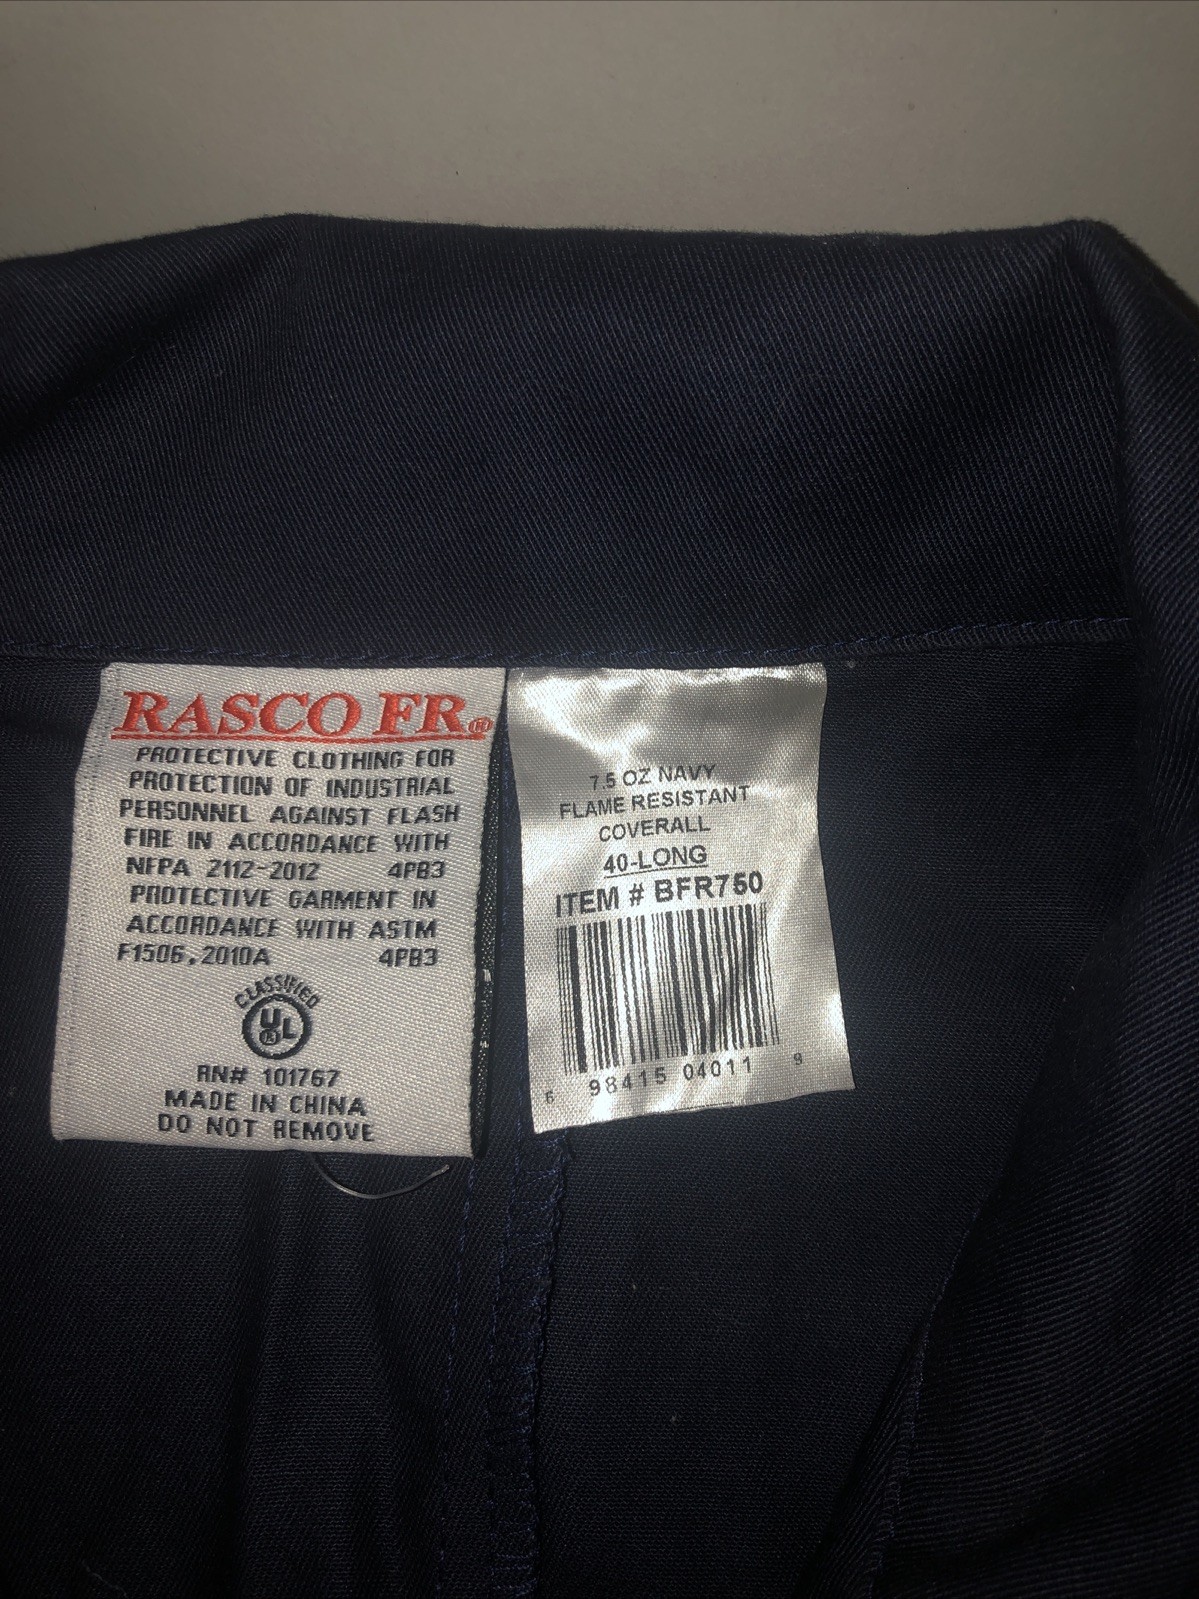 RASCO FR®
PROTECTIVE CLOTHING FOR
PROTECTION OF INDUSTRIAL
PERSONNEL AGAINST FLASH
FIRE IN ACCORDANCE WITH
NFPA 2112-2012 4PB3
PROTECTIVE GARMENT IN
ACCORDANCE WITH ASTM
F1506.2010A 4PB3
CLASSIFIED
UL®
RN# 101767
MADE IN CHINA
DO NOT REMOVE
7.5 OZ NAVY
FLAME RESISTANT
COVERALL
40-LONG
ITEM # BFR750
6 98415 04011 9